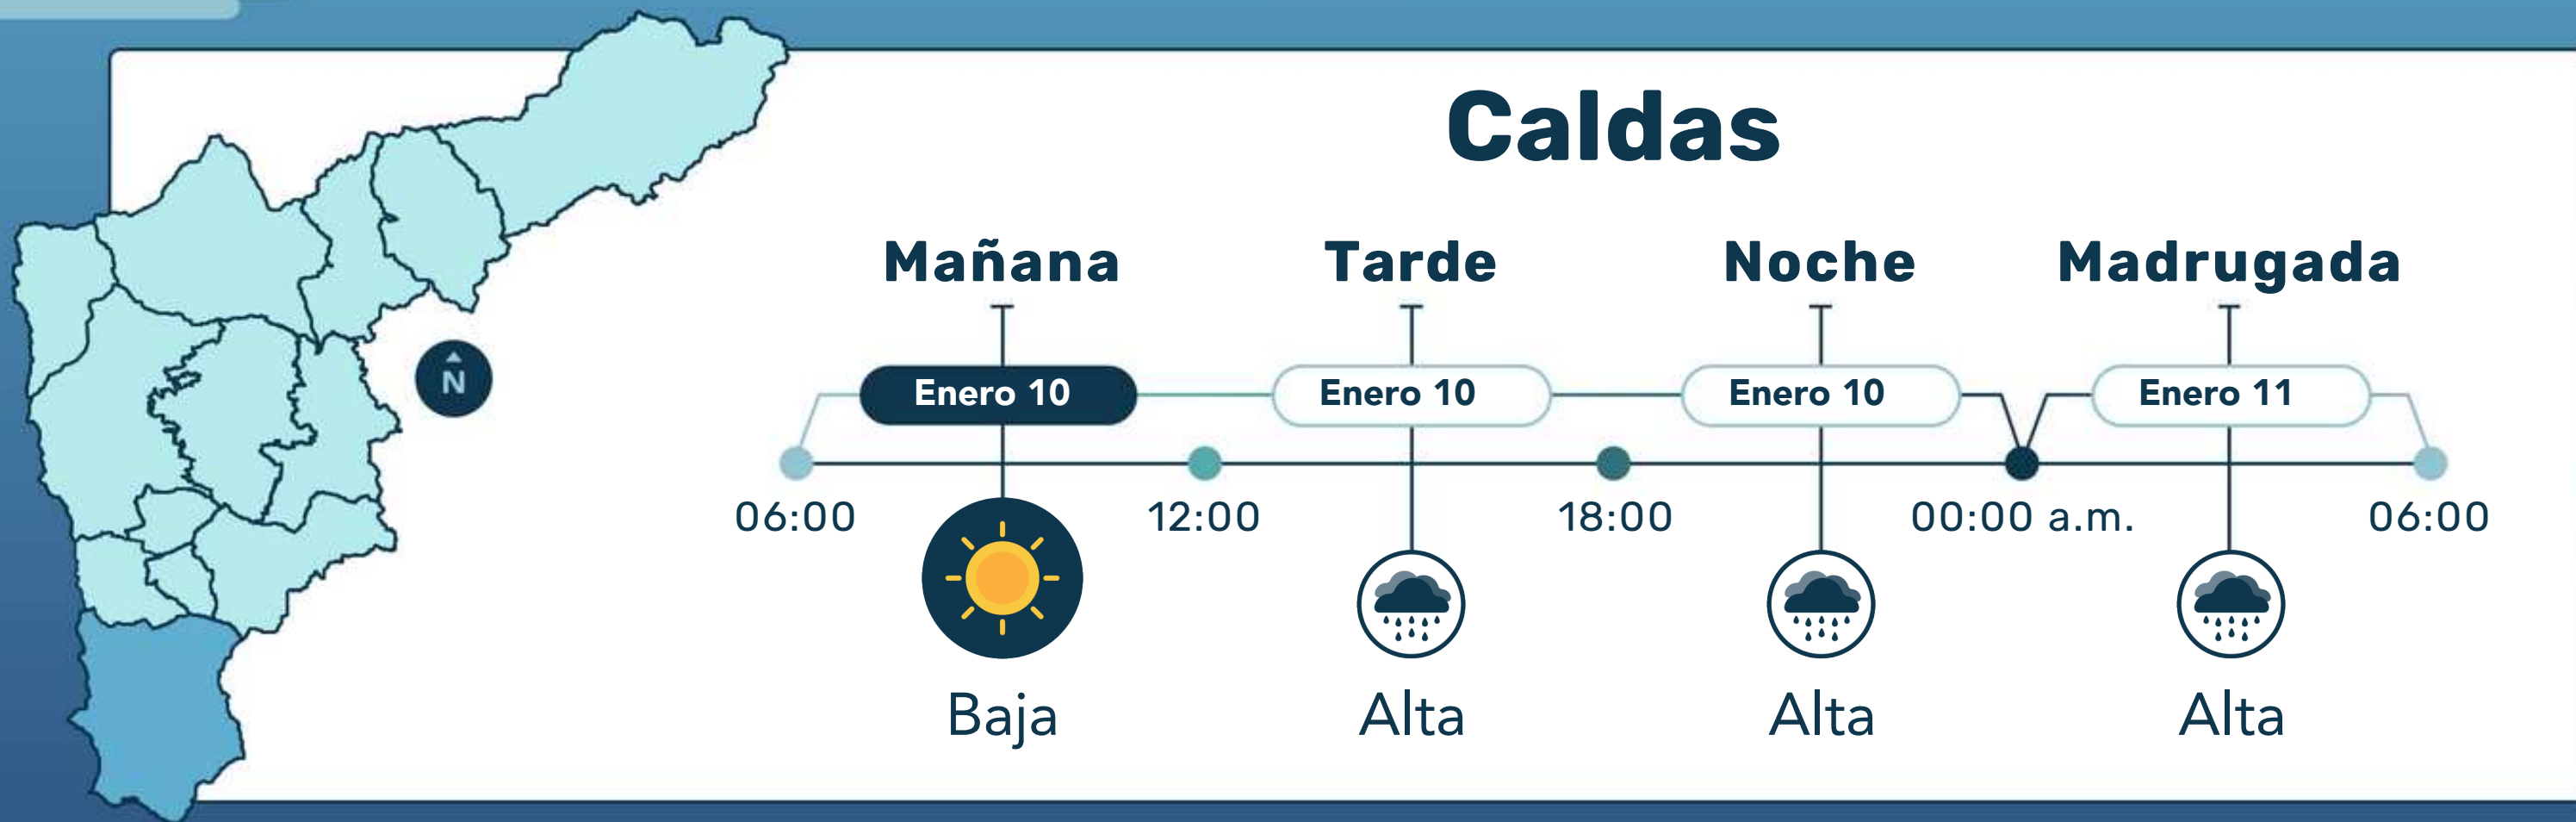 Caldas
Mañana Tarde Noche Madrugada
N
Enero 10 Enero 10 Enero 10 Enero 11
06:00 12:00 18:00 00:00 a.m. 06:00
Baja Alta Alta Alta